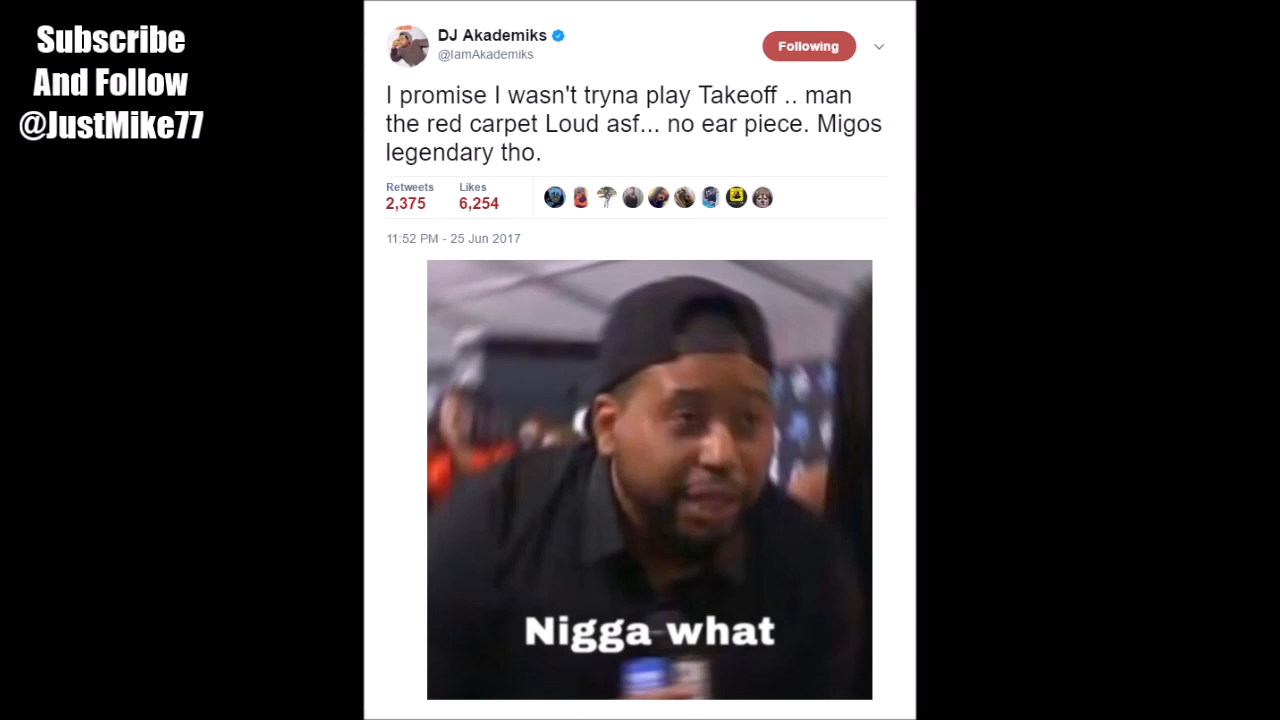 Subscribe
And Follow
@JustMike77
DJ Akademiks
@IamAkademiks
Following
I promise I wasn't tryna play Takeoff .. man
the red carpet Loud asf... no ear piece. Migos
legendary tho.
Retweets Likes
2,375 6,254
11:52 PM - 25 Jun 2017
Nigga what